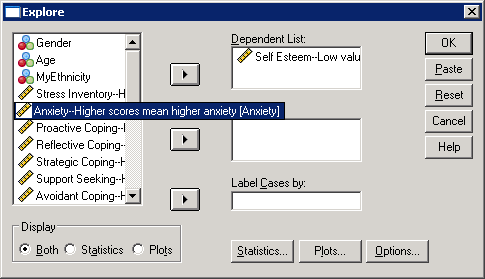 Explore
Gender
Age
MyEthnicity
Stress Inventory--H
Anxiety--Higher scores mean higher anxiety [Anxiety]
Proactive Coping--
Reflective Coping--
Strategic Coping--
Support Seeking--H
Avoidant Coping--H
Dependent List:
Self Esteem--Low valu
Label Cases by:
OK
Paste
Reset
Cancel
Help
Display
Both
Statistics
Plots
Statistics...
Plots...
Options...